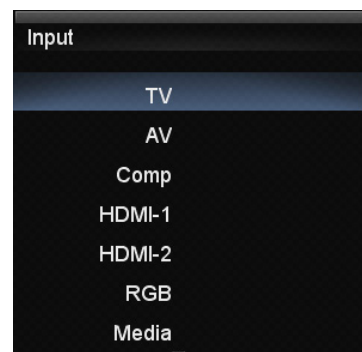 Input
TV
AV
Comp
HDMI-1
HDMI-2
RGB
Media